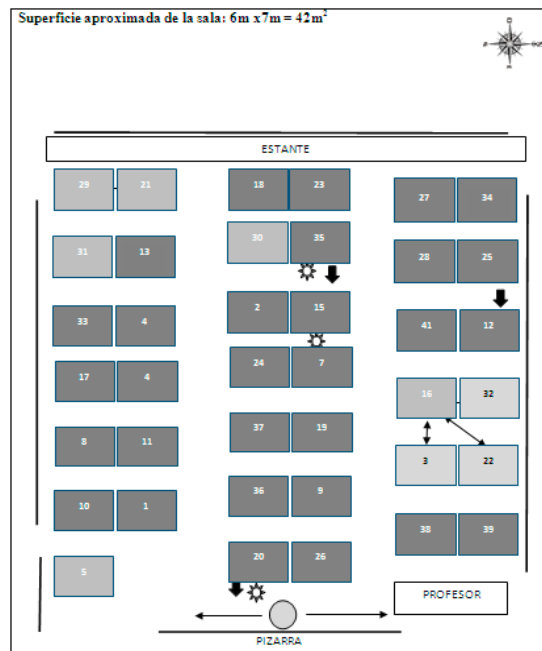 Superficie aproximada de la sala: 6m x7m = 42m²
ESTANTE
29 21 18 23 27 34
31 13 30 35 28 25
33 4 2 15 41 12
17 4 24 7 16 32
8 11 37 19 3 22
10 1 36 9 38 39
5 20 26
PROFESOR
PIZARRA